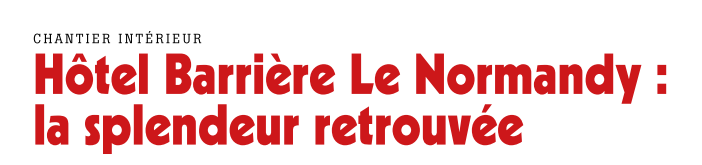 CHANTIER INTÉRIEUR
Hôtel Barrière Le Normandy :
la splendeur retrouvée